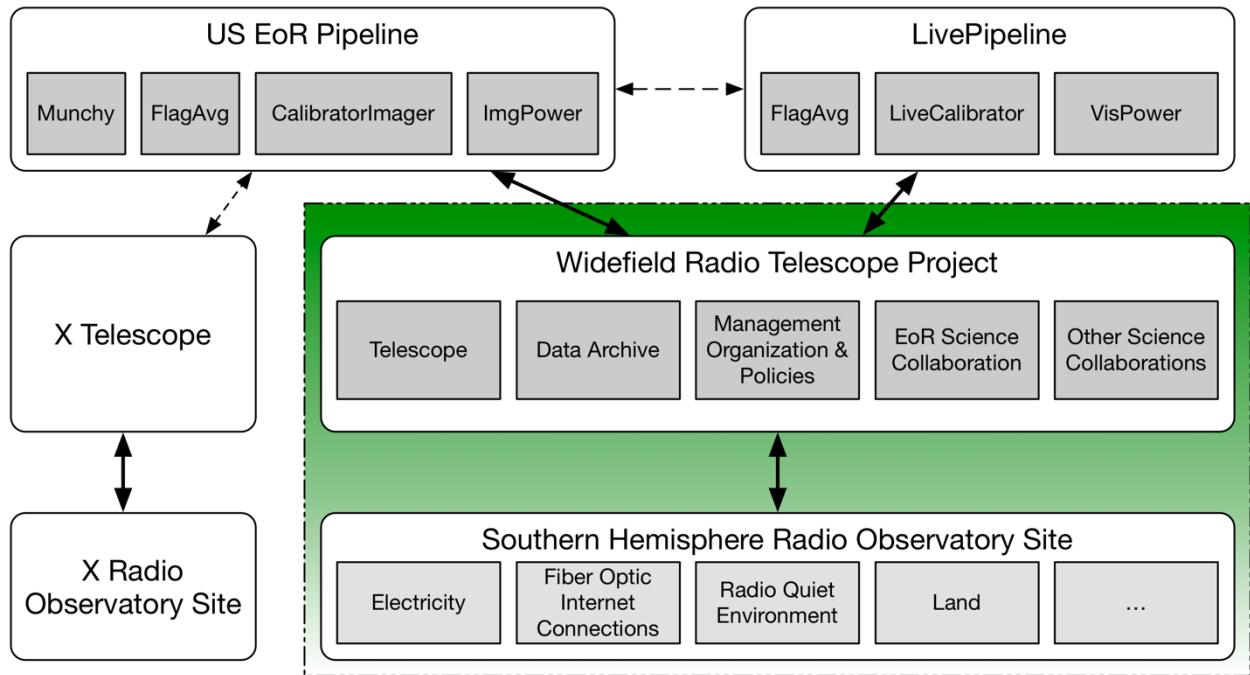 US EoR Pipeline
Munchy
FlagAvg
CalibratorImager
ImgPower
LivePipeline
FlagAvg
LiveCalibrator
VisPower
X Telescope
Widefield Radio Telescope Project
Telescope
Data Archive
Management
Organization &
Policies
EoR Science
Collaboration
Other Science
Collaborations
X Radio
Observatory Site
Southern Hemisphere Radio Observatory Site
Electricity
Fiber Optic
Internet
Connections
Radio Quiet
Environment
Land
...